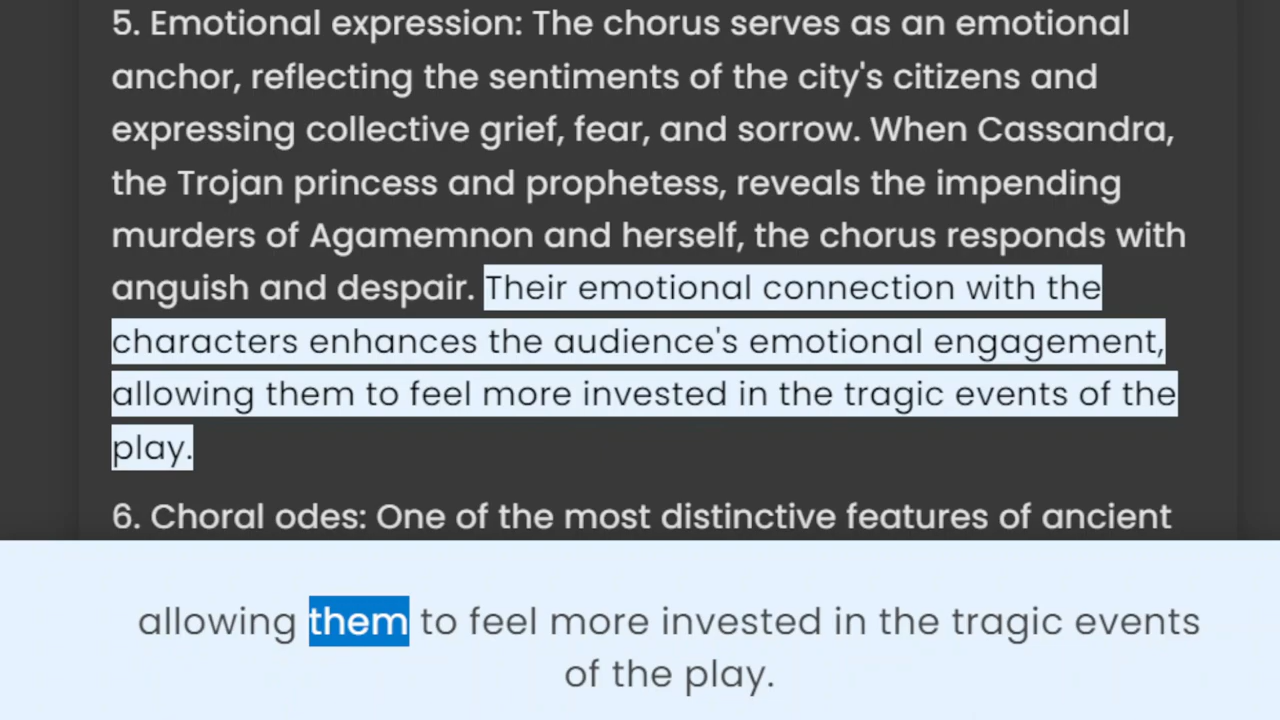 5. Emotional expression: The chorus serves as an emotional
anchor, reflecting the sentiments of the city's citizens and
expressing collective grief, fear, and sorrow. When Cassandra,
the Trojan princess and prophetess, reveals the impending
murders of Agamemnon and herself, the chorus responds with
anguish and despair. Their emotional connection with the
characters enhances the audience's emotional engagement,
allowing them to feel more invested in the tragic events of the
play.
6. Choral odes: One of the most distinctive features of ancient
allowing them to feel more invested in the tragic events
of the play.